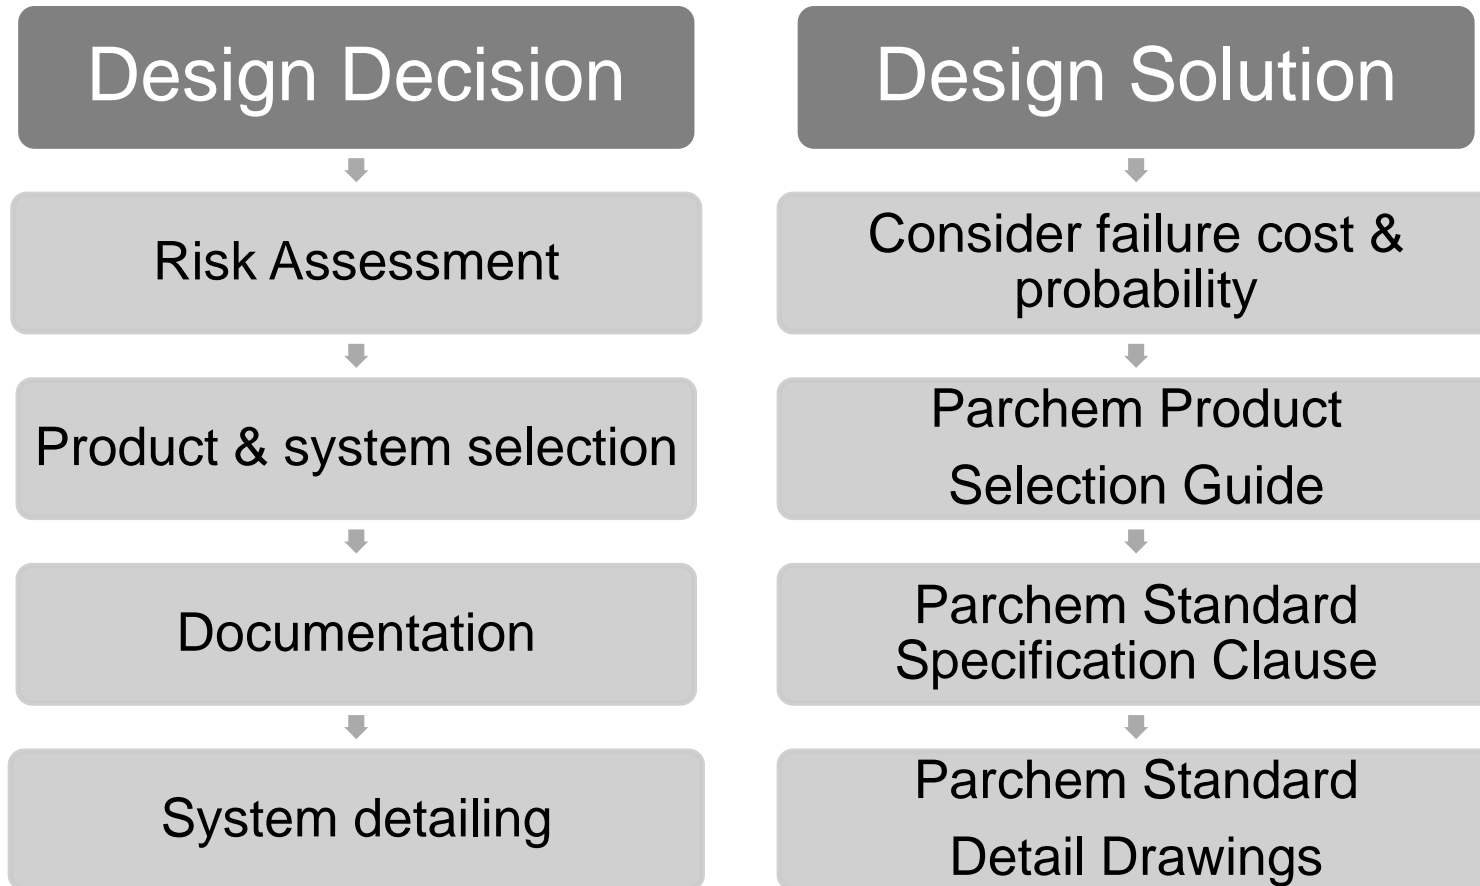 Design Decision
Risk Assessment
Product & system selection
Documentation
System detailing
Design Solution
Consider failure cost &
probability
Parchem Product
Selection Guide
Parchem Standard
Specification Clause
Parchem Standard
Detail Drawings